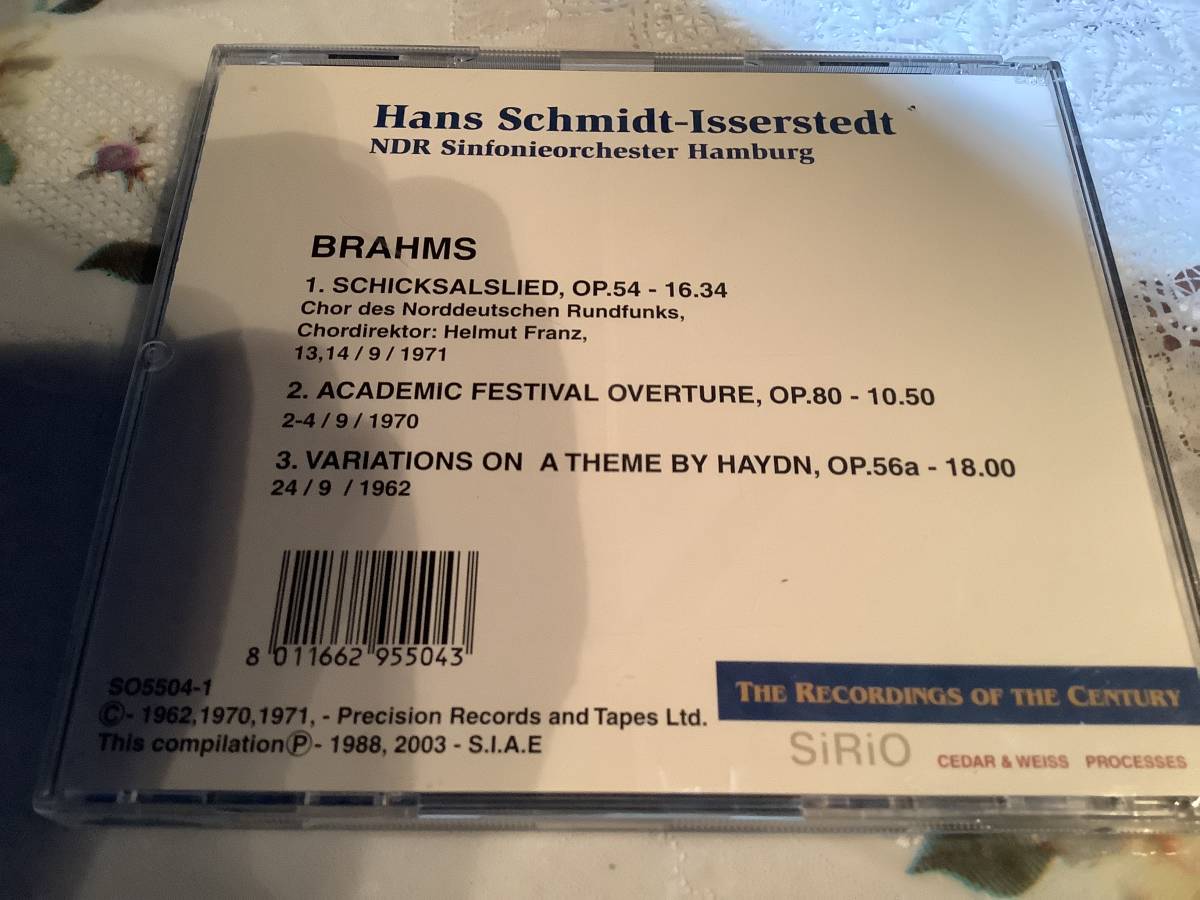 Hans Schmidt-Isserstedt
NDR Sinfonieorchester Hamburg
BRAHMS
1. SCHICKSALSLIED, OP.54 - 16.34
Chor des Norddeutschen Rundfunks,
Chordirektor: Helmut Franz,
13,14 / 9 / 1971
2. ACADEMIC FESTIVAL OVERTURE, OP.80 - 10.50
2-4 / 9 / 1970
3. VARIATIONS ON A THEME BY HAYDN, OP.56a - 18.00
24 / 9 / 1962
8 011662 955043
SO5504-1
©- 1962,1970,1971, - Precision Records and Tapes Ltd.
This compilation ℗- 1988, 2003 - S.I.A.E
THE RECORDINGS OF THE CENTURY
SiRiO CEDAR & WEISS PROCESSES